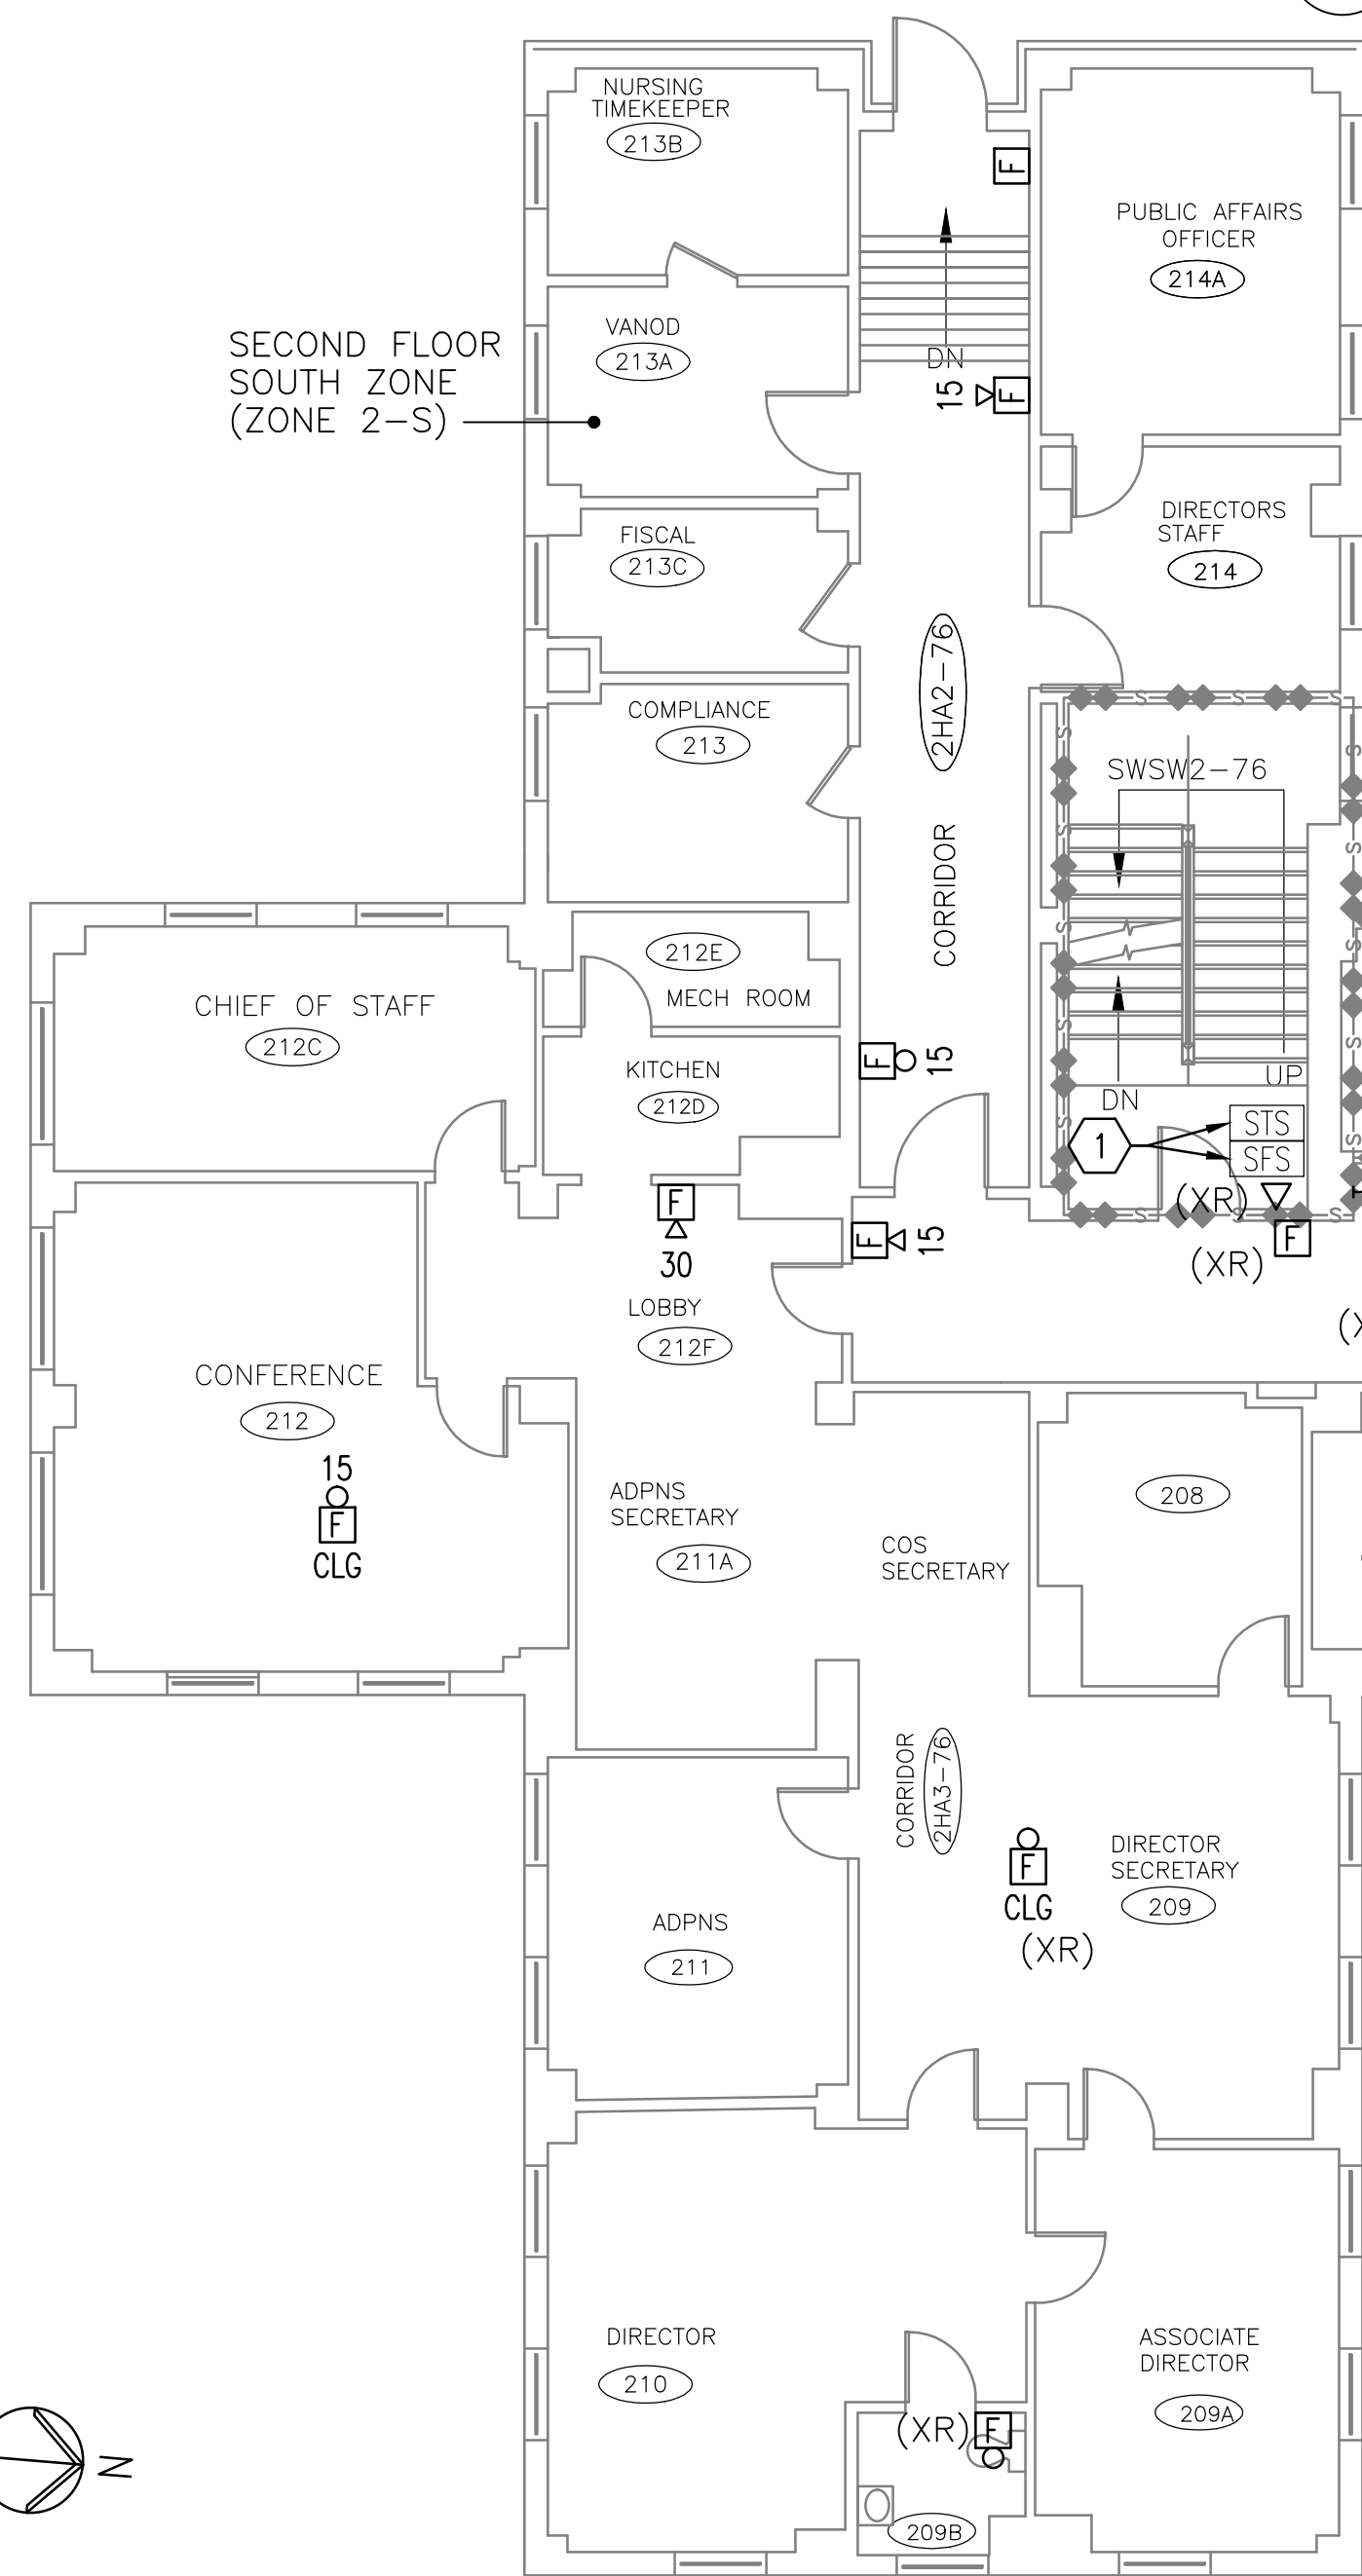 NURSING
TIMEKEEPER
213B
F
PUBLIC AFFAIRS
OFFICER
214A
VANOD
213A
SECOND FLOOR
SOUTH ZONE
(ZONE 2-S)
DN
15
F
FISCAL
213C
DIRECTORS
STAFF
214
2HA2-76
CORRIDOR
COMPLIANCE
213
S S S
SWSW2-76
212E
MECH ROOM
CHIEF OF STAFF
212C
KITCHEN
212D
F
15
UP
DN
1
STS
SFS
(XR)
F
(XR)
F
30
F
15
LOBBY
212F
CONFERENCE
212
15
F
CLG
ADPNS
SECRETARY
211A
COS
SECRETARY
208
CORRIDOR
2HA3-76
F
CLG
(XR)
DIRECTOR
SECRETARY
209
ADPNS
211
DIRECTOR
210
ASSOCIATE
DIRECTOR
209A
(XR)
F
209B
N